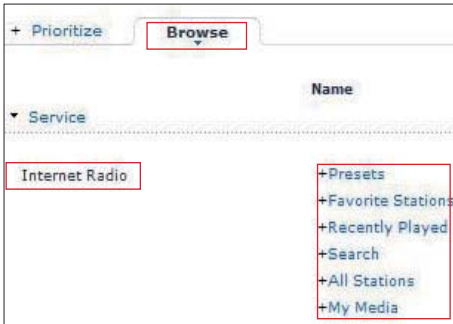 + Prioritize Browse
Name
Service
Internet Radio +Presets
+Favorite Stations
+Recently Played
+Search
+All Stations
+My Media